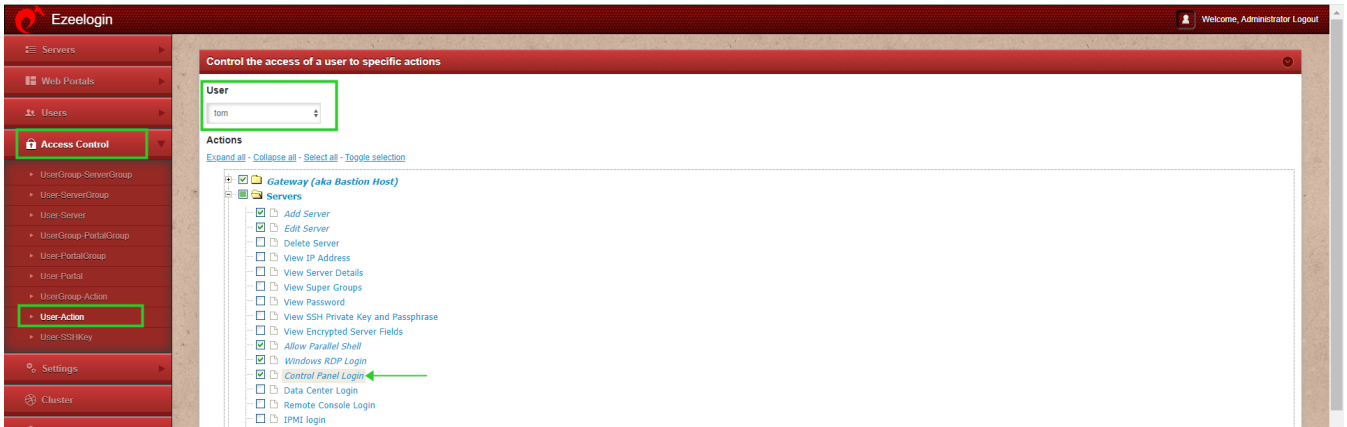 Ezeelogin
Welcome, Administrator Logout
Servers
Web Portals
Users
Access Control
UserGroup-ServerGroup
User-ServerGroup
User-Server
UserGroup-PortalGroup
User-PortalGroup
User-Portal
UserGroup-Action
User-Action
User-SSHKey
Settings
Cluster
Control the access of a user to specific actions
User
tom
Actions
Expand all - Collapse all - Select all - Toggle selection
Gateway (aka Bastion Host)
Servers
Add Server
Edit Server
Delete Server
View IP Address
View Server Details
View Super Groups
View Password
View SSH Private Key and Passphrase
View Encrypted Server Fields
Allow Parallel Shell
Windows RDP Login
Control Panel Login
Data Center Login
Remote Console Login
IPMI login